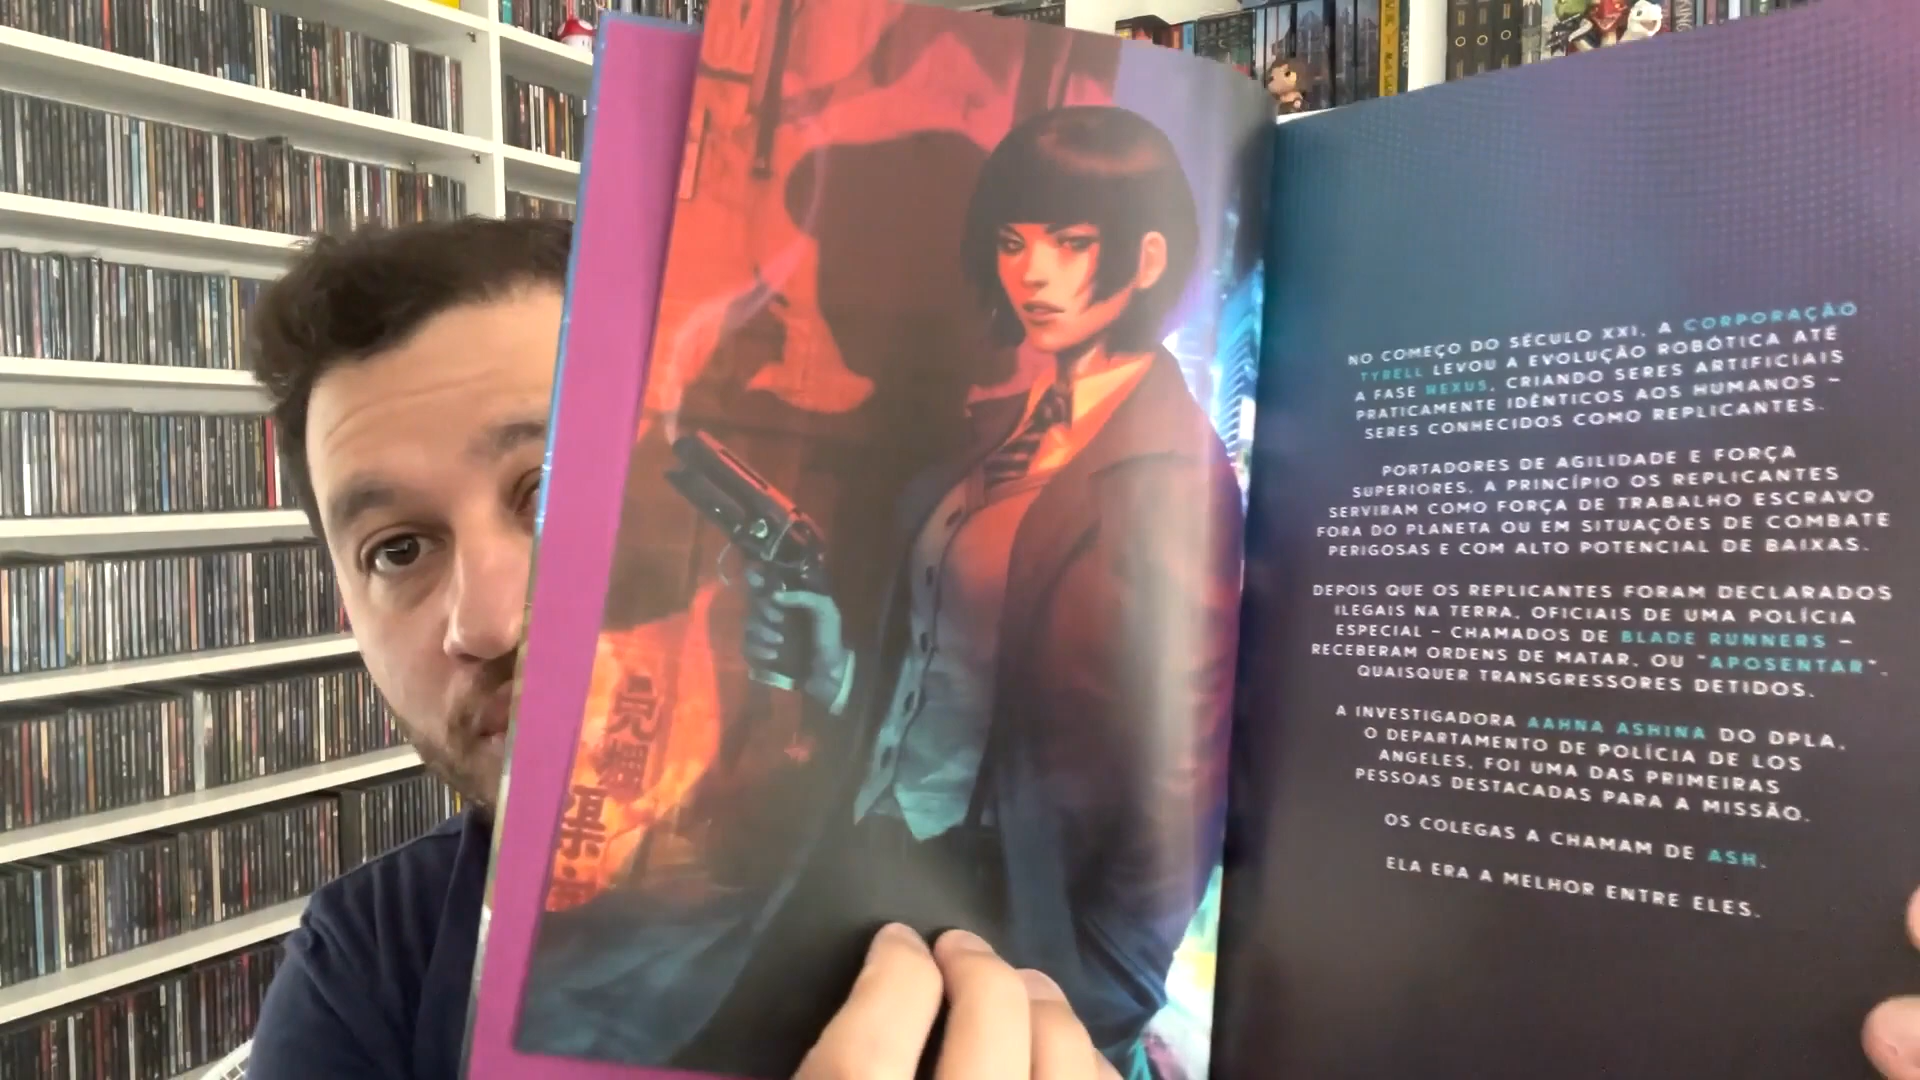 NO COMEÇO DO SÉCULO XXI, A CORPORAÇÃO
TYRELL LEVOU A EVOLUÇÃO ROBÓTICA ATÉ
A FASE NEXUS, CRIANDO SERES ARTIFICIAIS
PRATICAMENTE IDÊNTICOS AOS HUMANOS –
SERES CONHECIDOS COMO REPLICANTES.
PORTADORES DE AGILIDADE E FORÇA
SUPERIORES, A PRINCÍPIO OS REPLICANTES
SERVIRAM COMO FORÇA DE TRABALHO ESCRAVO
FORA DO PLANETA OU EM SITUAÇÕES DE COMBATE
PERIGOSAS E COM ALTO POTENCIAL DE BAIXAS.
DEPOIS QUE OS REPLICANTES FORAM DECLARADOS
ILEGAIS NA TERRA, OFICIAIS DE UMA POLÍCIA
ESPECIAL – CHAMADOS DE BLADE RUNNERS –
RECEBERAM ORDENS DE MATAR, OU "APOSENTAR",
QUAISQUER TRANSGRESSORES DETIDOS.
A INVESTIGADORA AAHNA ASHINA DO DPLA,
O DEPARTAMENTO DE POLÍCIA DE LOS
ANGELES, FOI UMA DAS PRIMEIRAS
PESSOAS DESTACADAS PARA A MISSÃO.
OS COLEGAS A CHAMAM DE ASH.
ELA ERA A MELHOR ENTRE ELES.